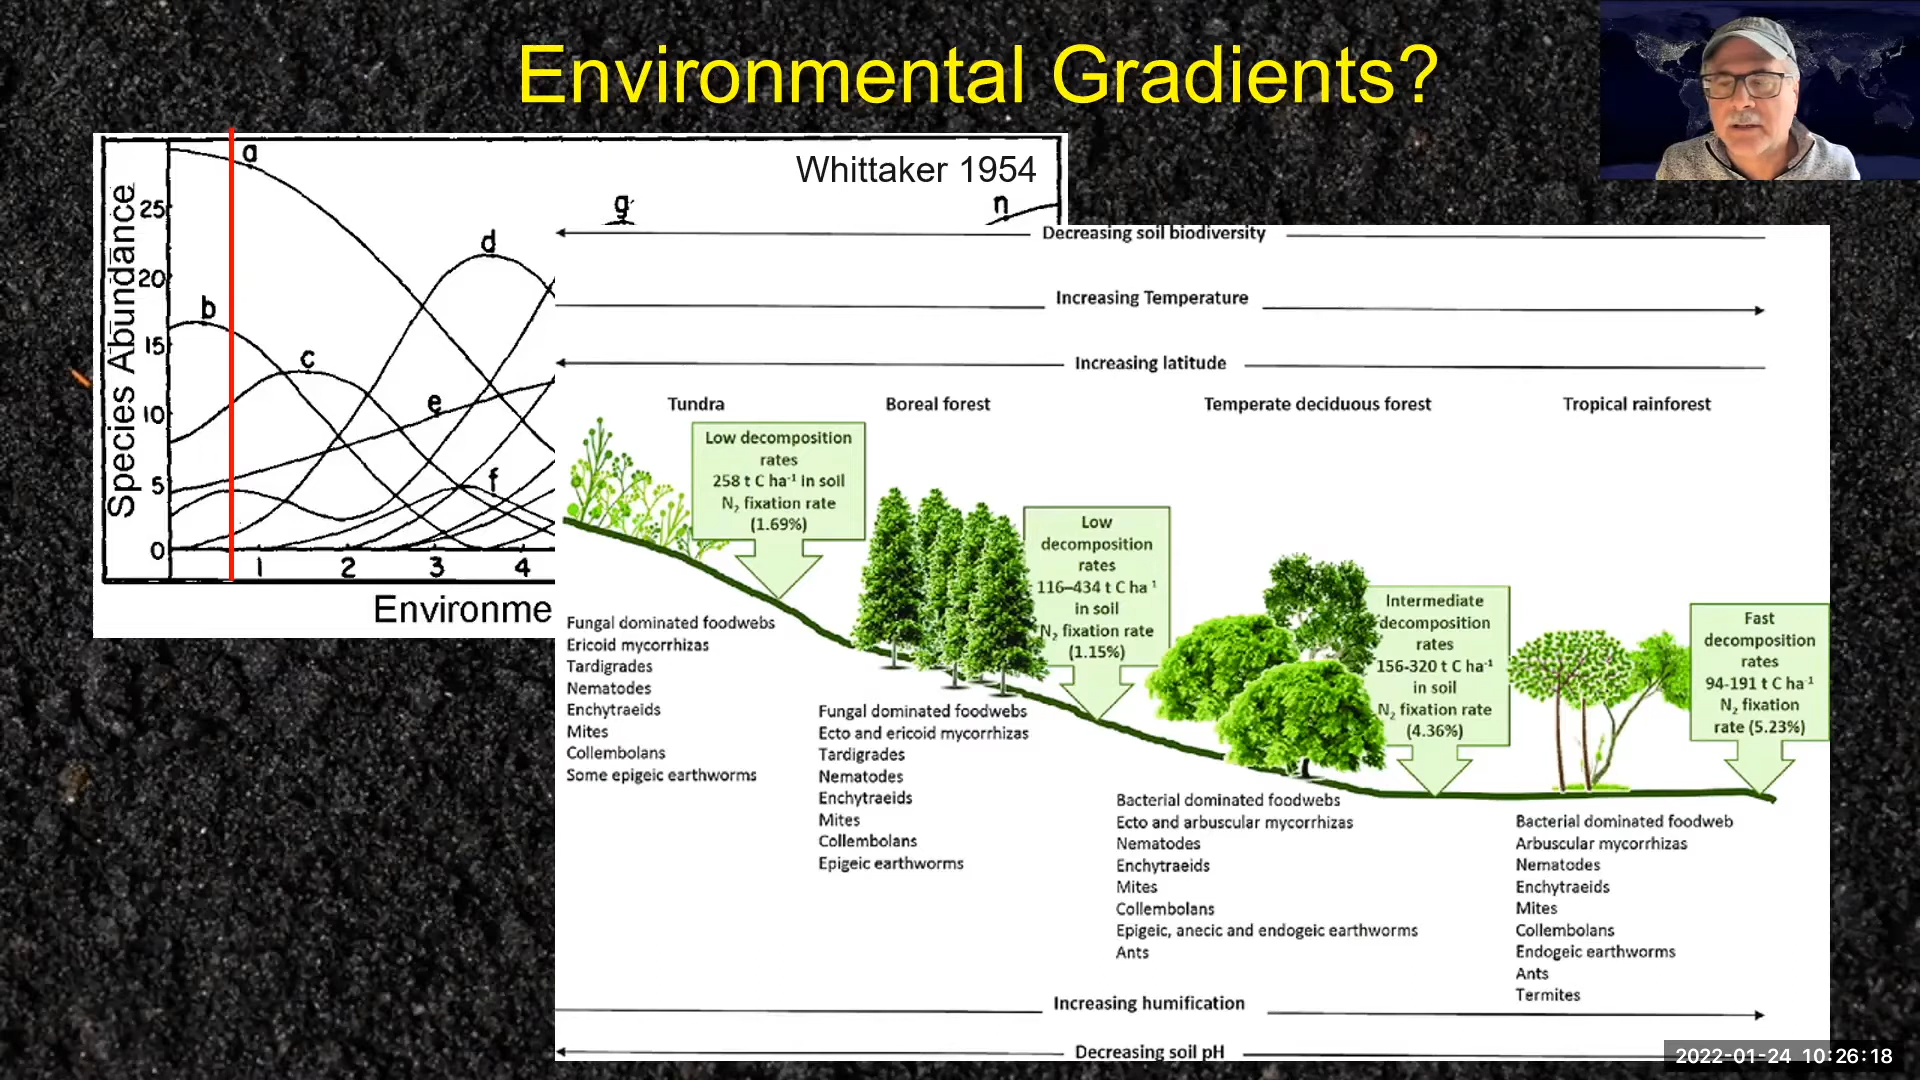 Environmental Gradients?
Whittaker 1954
Species Abundance
25
20
15
10
5
0
a
b
c
d
e
f
g
n
1
2
3
4
Environme
Decreasing soil biodiversity
Increasing Temperature
Increasing latitude
Tundra
Boreal forest
Temperate deciduous forest
Tropical rainforest
Low decomposition
rates
258 t C ha⁻¹ in soil
N₂ fixation rate
(1.69%)
Low
decomposition
rates
116–434 t C ha⁻¹
in soil
N₂ fixation rate
(1.15%)
Intermediate
decomposition
rates
156-320 t C ha⁻¹
in soil
N₂ fixation rate
(4.36%)
Fast
decomposition
rates
94-191 t C ha⁻¹
N₂ fixation
rate (5.23%)
Fungal dominated foodwebs
Ericoid mycorrhizas
Tardigrades
Nematodes
Enchytraeids
Mites
Collembolans
Some epigeic earthworms
Fungal dominated foodwebs
Ecto and ericoid mycorrhizas
Tardigrades
Nematodes
Enchytraeids
Mites
Collembolans
Epigeic earthworms
Bacterial dominated foodwebs
Ecto and arbuscular mycorrhizas
Nematodes
Enchytraeids
Mites
Collembolans
Epigeic, anecic and endogeic earthworms
Ants
Bacterial dominated foodweb
Arbuscular mycorrhizas
Nematodes
Enchytraeids
Mites
Collembolans
Endogeic earthworms
Ants
Termites
Increasing humification
Decreasing soil pH
2022-01-24 10:26:18